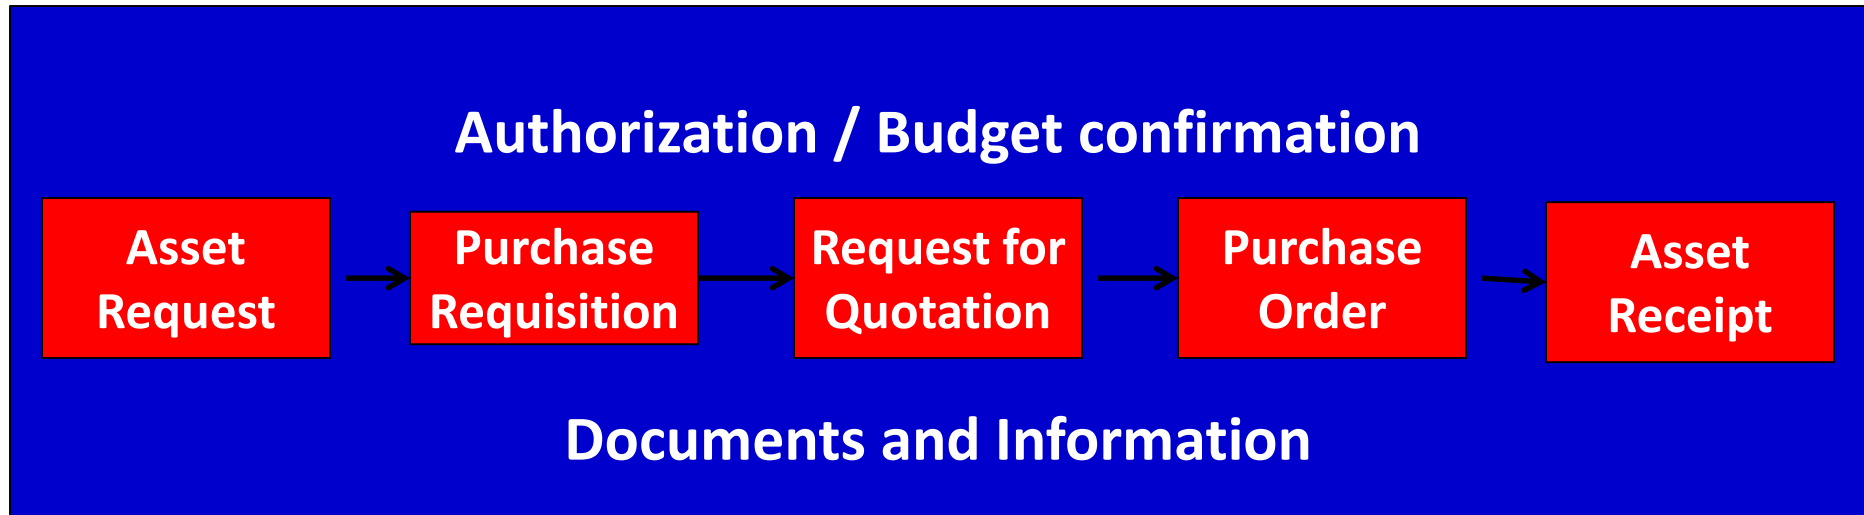 Authorization / Budget confirmation
Asset
Request
Purchase
Requisition
Request for
Quotation
Purchase
Order
Asset
Receipt
Documents and Information